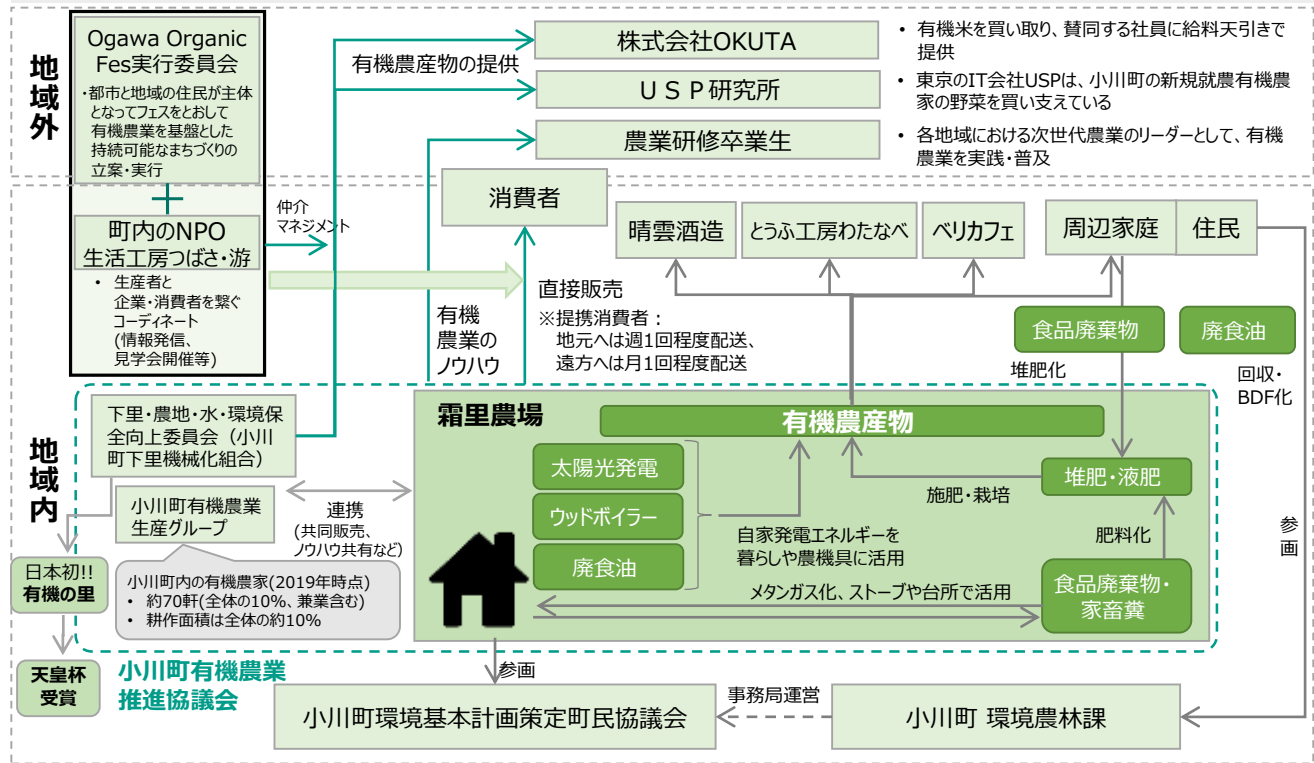 地域外
Ogawa Organic
Fes実行委員会
・都市と地域の住民が主体
となってフェスをとおして
有機農業を基盤とした
持続可能なまちづくりの
立案・実行
有機農産物の提供
株式会社OKUTA
ＵＳＰ研究所
農業研修卒業生
• 有機米を買い取り、賛同する社員に給料天引きで
提供
• 東京のIT会社USPは、小川町の新規就農有機農
家の野菜を買い支えている
• 各地域における次世代農業のリーダーとして、有機
農業を実践・普及
地域内
町内のNPO
生活工房つばさ・游
• 生産者と
企業・消費者を繋ぐ
コーディネート
(情報発信、
見学会開催等)
仲介
マネジメント
消費者
晴雲酒造
とうふ工房わたなべ
ベリカフェ
周辺家庭
住民
有機
農業の
ノウハウ
直接販売
※提携消費者：
地元へは週1回程度配送、
遠方へは月1回程度配送
食品廃棄物
廃食油
堆肥化
回収・
BDF化
下里・農地・水・環境保
全向上委員会（小川
町下里機械化組合）
小川町有機農業
生産グループ
連携
(共同販売、
ノウハウ共有など)
日本初!!
有機の里
天皇杯
受賞
小川町内の有機農家(2019年時点)
• 約70軒(全体の10%、兼業含む)
• 耕作面積は全体の約10%
小川町有機農業
推進協議会
霜里農場
有機農産物
太陽光発電
ウッドボイラー
廃食油
自家発電エネルギーを
暮らしや農機具に活用
施肥・栽培
堆肥・液肥
肥料化
食品廃棄物・
家畜糞
メタンガス化、ストーブや台所で活用
参画
参画
小川町環境基本計画策定町民協議会
事務局運営
小川町 環境農林課